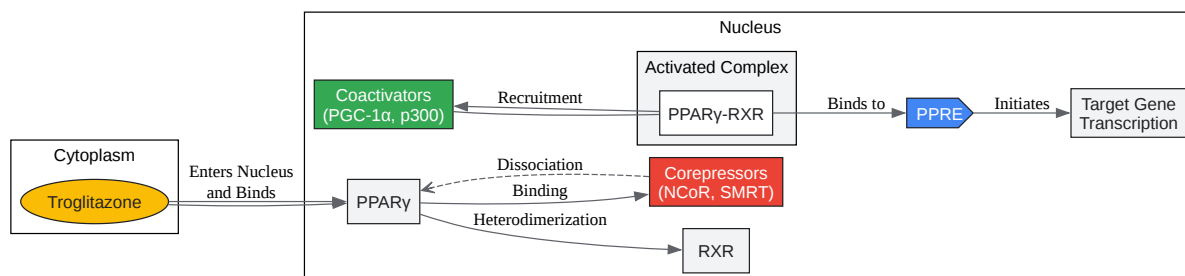 Nucleus
Activated Complex
Coactivators
(PGC-1α, p300)
Recruitment
PPARγ-RXR
Binds to
PPRE
Initiates
Target Gene
Transcription
Cytoplasm
Troglitazone
Enters Nucleus
and Binds
PPARγ
Dissociation
Binding
Corepressors
(NCoR, SMRT)
Heterodimerization
RXR